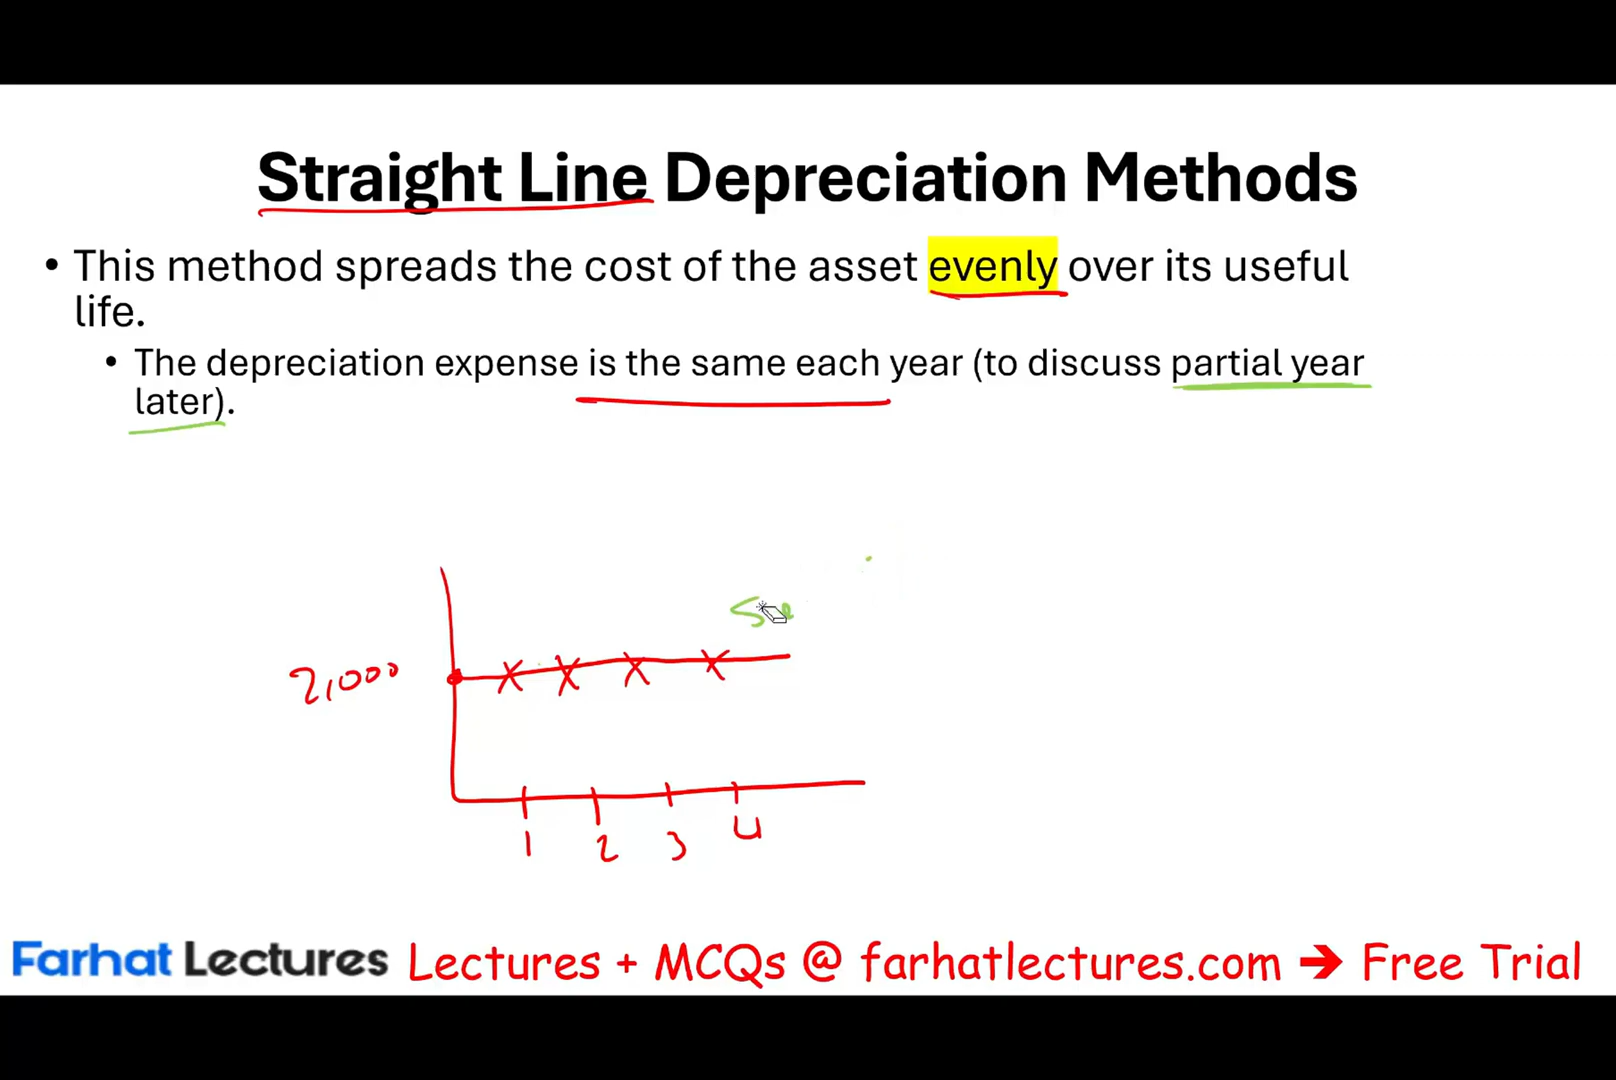 Straight Line Depreciation Methods
• This method spreads the cost of the asset evenly over its useful
life.
• The depreciation expense is the same each year (to discuss partial year
later).
2,000
1 2 3 4
Farhat Lectures Lectures + MCQs @ farhatlectures.com → Free Trial